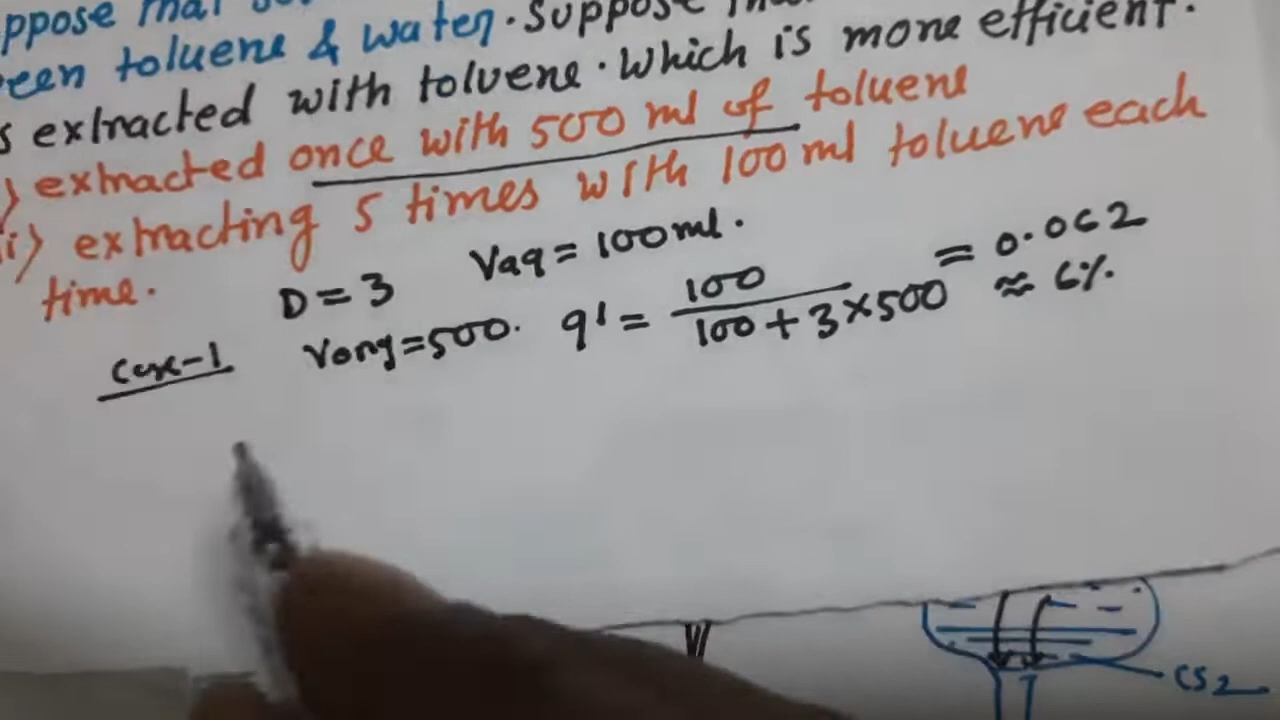 ppose that
een toluene & water. Suppose
s extracted with toluene. Which is more efficient.
) extracted once with 500 ml of toluene
i) extracting 5 times with 100 ml toluene each
time.
D = 3 Vaq = 100 ml.
Case-1 Vorg = 500. q' = 100 / 100 + 3 × 500 = 0.062
≈ 6%
CS2